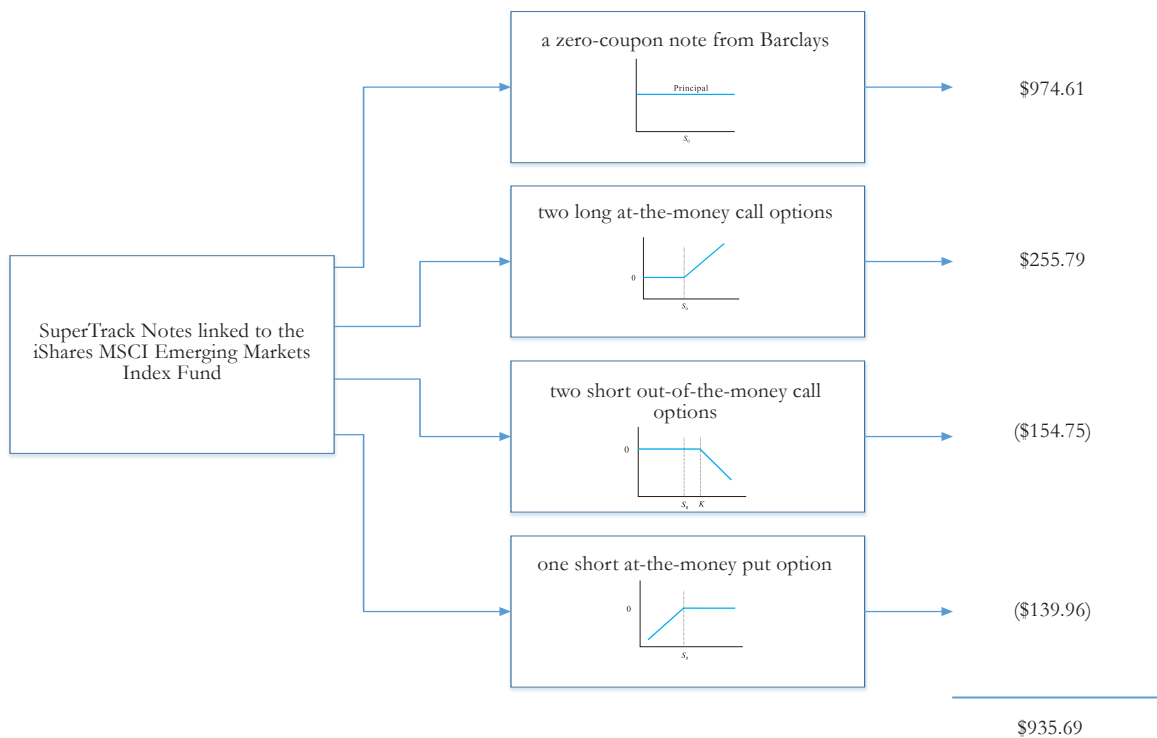 a zero-coupon note from Barclays
Principal
S₀
$974.61
two long at-the-money call options
0
S₀
$255.79
SuperTrack Notes linked to the
iShares MSCI Emerging Markets
Index Fund
two short out-of-the-money call
options
0
S₀ K
($154.75)
one short at-the-money put option
0
S₀
($139.96)
$935.69